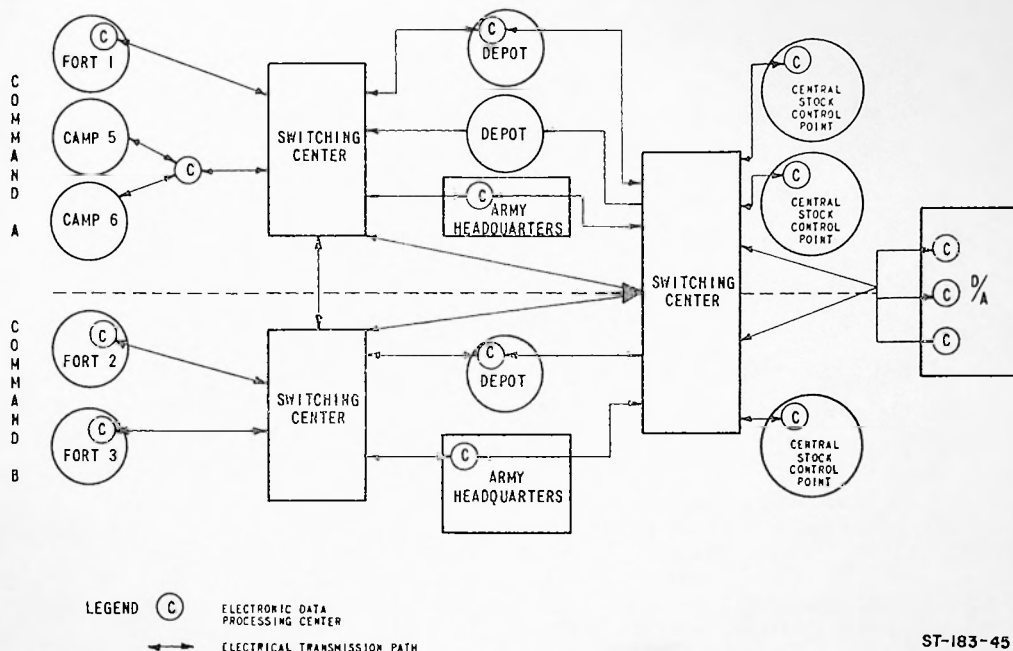 COMMAND A
C
FORT 1
CAMP 5
C
CAMP 6
SWITCHING
CENTER
C
DEPOT
DEPOT
C
ARMY
HEADQUARTERS
SWITCHING
CENTER
C
CENTRAL
STOCK
CONTROL
POINT
C
CENTRAL
STOCK
CONTROL
POINT
C
C
C
D/A
COMMAND B
C
FORT 2
C
FORT 3
SWITCHING
CENTER
C
DEPOT
C
ARMY
HEADQUARTERS
C
CENTRAL
STOCK
CONTROL
POINT
LEGEND
C
ELECTRONIC DATA
PROCESSING CENTER
ELECTRICAL TRANSMISSION PATH
ST-183-45